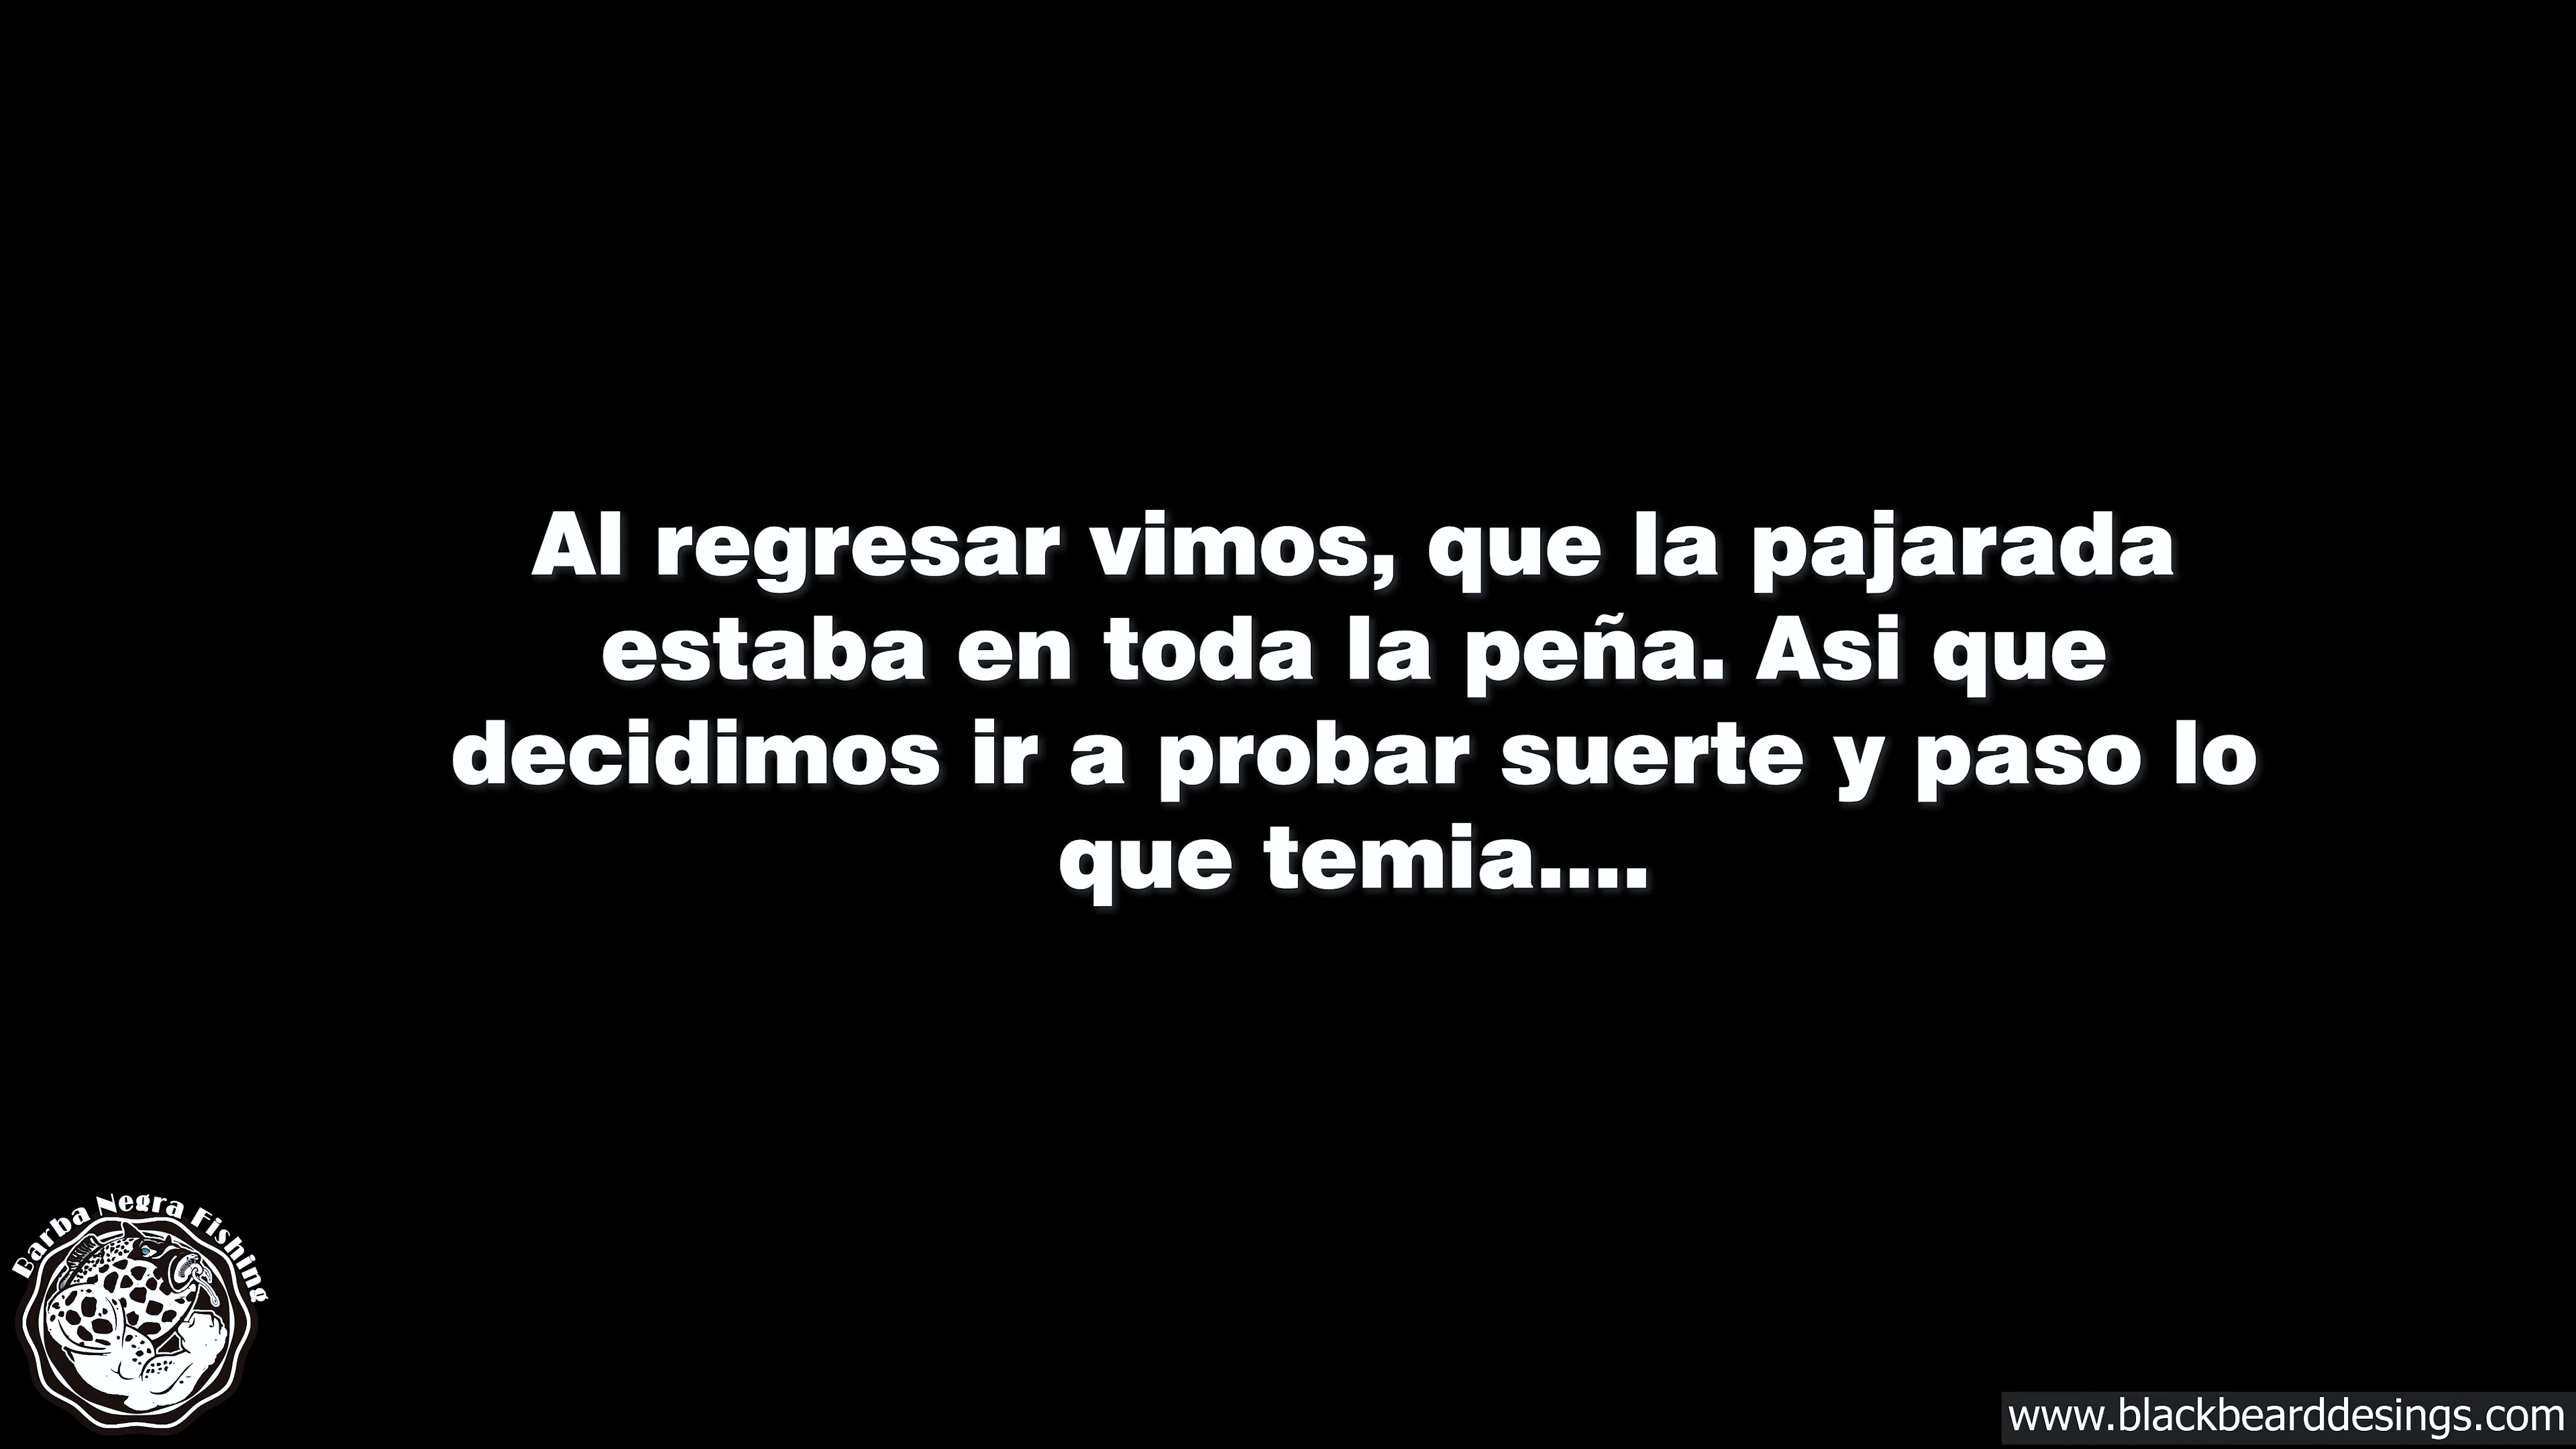 Al regresar vimos, que la pajarada
estaba en toda la peña. Asi que
decidimos ir a probar suerte y paso lo
que temia....
Barba Negra Fishing
www.blackbearddesings.com